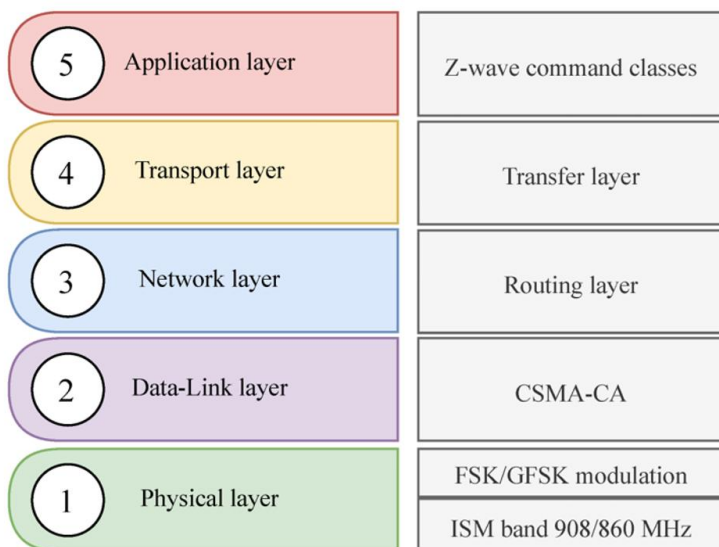 5 Application layer Z-wave command classes
4 Transport layer Transfer layer
3 Network layer Routing layer
2 Data-Link layer CSMA-CA
1 Physical layer FSK/GFSK modulation
ISM band 908/860 MHz